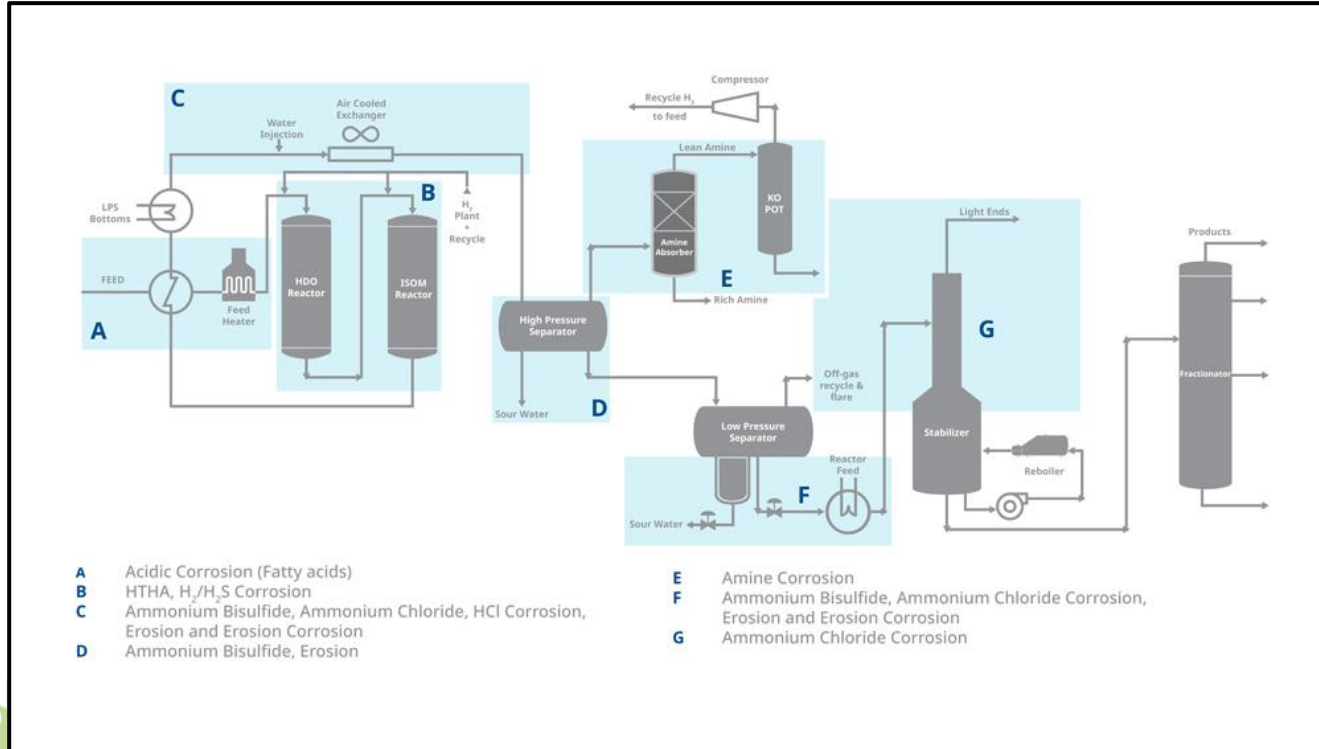 C
Water
Injection
Air Cooled
Exchanger
LPS
Bottoms
B
H₂
Plant
+
Recycle
FEED
Feed
Heater
A
HDO
Reactor
ISOM
Reactor
Compressor
Recycle H₂
to feed
Lean Amine
KO
POT
Amine
Absorber
E
Rich Amine
High Pressure
Separator
Sour Water
D
Off-gas
recycle &
flare
Low Pressure
Separator
Reactor
Feed
F
Sour Water
Light Ends
G
Stabilizer
Reboiler
Products
Fractionator
A Acidic Corrosion (Fatty acids)
B HTHA, H₂/H₂S Corrosion
C Ammonium Bisulfide, Ammonium Chloride, HCl Corrosion,
Erosion and Erosion Corrosion
D Ammonium Bisulfide, Erosion
E Amine Corrosion
F Ammonium Bisulfide, Ammonium Chloride Corrosion,
Erosion and Erosion Corrosion
G Ammonium Chloride Corrosion